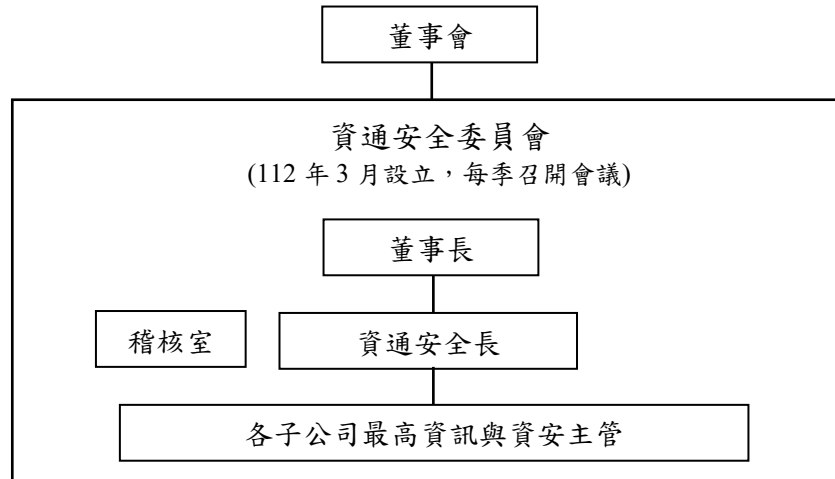 董事會
資通安全委員會
(112 年 3 月設立，每季召開會議)
董事長
稽核室
資通安全長
各子公司最高資訊與資安主管